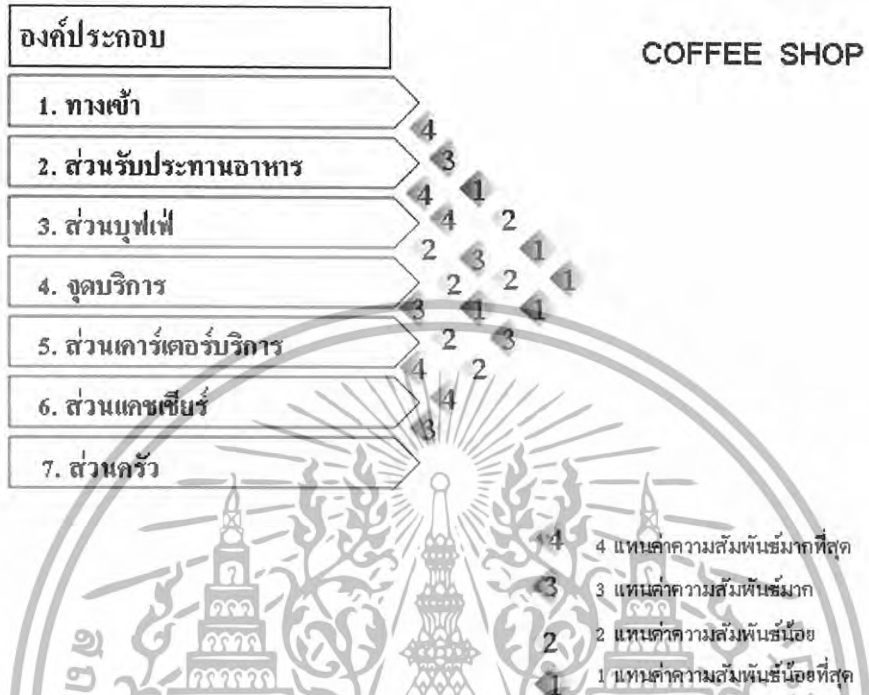 องค์ประกอบ
COFFEE SHOP
1. ทางเข้า
4
2. ส่วนรับประทานอาหาร
3
4 1
3. ส่วนบุฟเฟ่
4 2
2 1
3
4. จุดบริการ
2 2 1
3 1 1
5. ส่วนเคาร์เตอร์บริการ
2 3
4 2
6. ส่วนแคชเชียร์
4
3
7. ส่วนครัว
4 4 แทนค่าความสัมพันธ์มากที่สุด
3 3 แทนค่าความสัมพันธ์มาก
2 2 แทนค่าความสัมพันธ์น้อย
1 1 แทนค่าความสัมพันธ์น้อยที่สุด